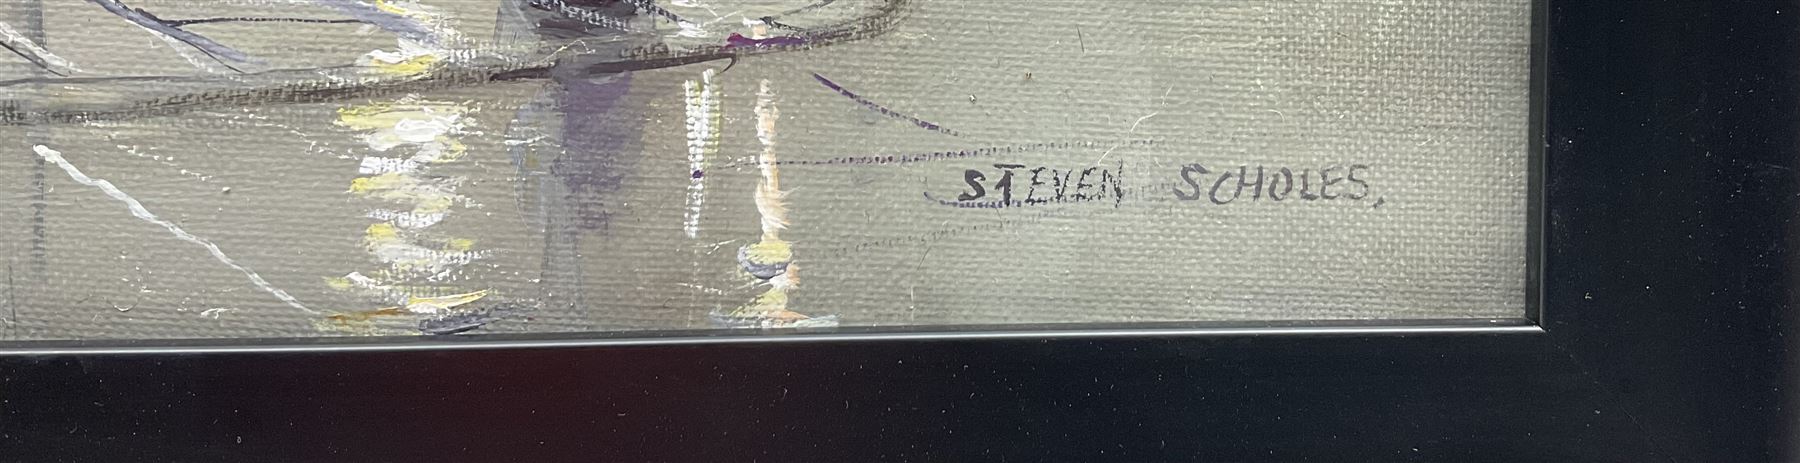 STEVEN SCHOLES.